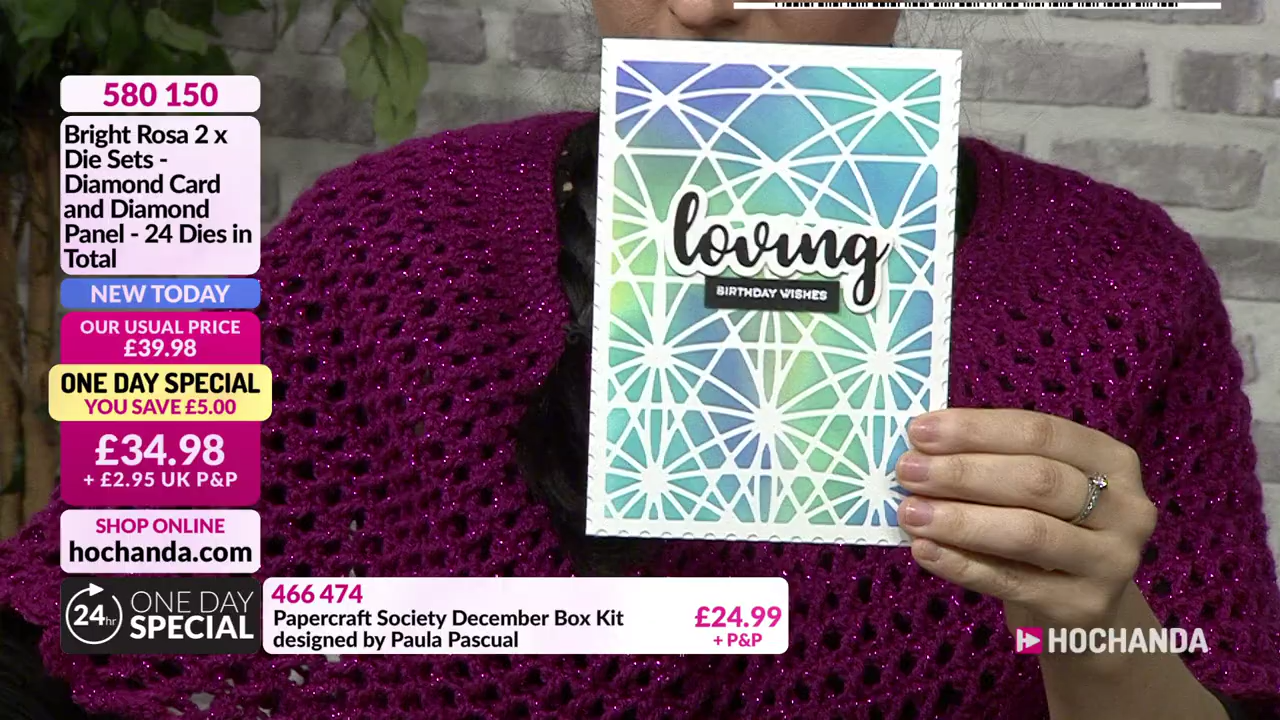 580 150
Bright Rosa 2 x
Die Sets -
Diamond Card
and Diamond
Panel - 24 Dies in
Total
NEW TODAY
OUR USUAL PRICE
£39.98
ONE DAY SPECIAL
YOU SAVE £5.00
£34.98
+ £2.95 UK P&P
SHOP ONLINE
hochanda.com
24hr
ONE DAY
SPECIAL
466 474
Papercraft Society December Box Kit
designed by Paula Pascual
£24.99
+ P&P
loving
BIRTHDAY WISHES
HOCHANDA